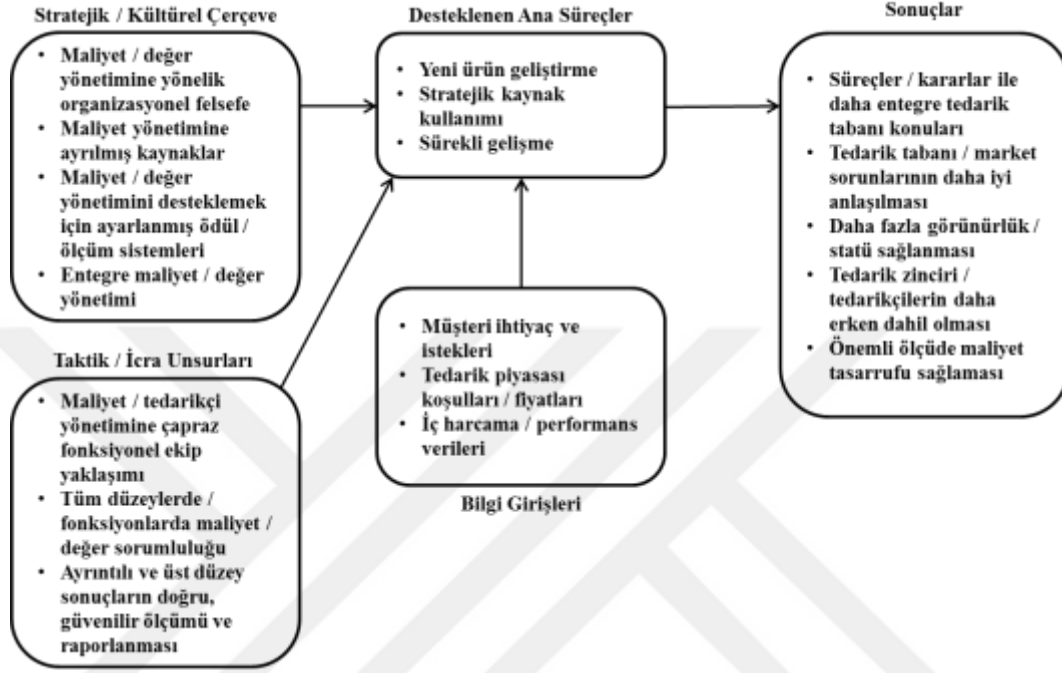 Stratejik / Kültürel Çerçeve
• Maliyet / değer
yönetimine yönelik
organizasyonel felsefe
• Maliyet yönetimine
ayrılmış kaynaklar
• Maliyet / değer
yönetimini desteklemek
için ayarlanmış ödül /
ölçüm sistemleri
• Entegre maliyet / değer
yönetimi
Taktik / İcra Unsurları
• Maliyet / tedarikçi
yönetimine çapraz
fonksiyonel ekip
yaklaşımı
• Tüm düzeylerde /
fonksiyonlarda maliyet /
değer sorumluluğu
• Ayrıntılı ve üst düzey
sonuçların doğru,
güvenilir ölçümü ve
raporlanması
Desteklenen Ana Süreçler
• Yeni ürün geliştirme
• Stratejik kaynak
kullanımı
• Sürekli gelişme
• Müşteri ihtiyaç ve
istekleri
• Tedarik piyasası
koşulları / fiyatları
• İç harcama / performans
verileri
Bilgi Girişleri
Sonuçlar
• Süreçler / kararlar ile
daha entegre tedarik
tabanı konuları
• Tedarik tabanı / market
sorunlarının daha iyi
anlaşılması
• Daha fazla görünürlük /
statü sağlanması
• Tedarik zinciri /
tedarikçilerin daha
erken dahil olması
• Önemli ölçüde maliyet
tasarrufu sağlaması